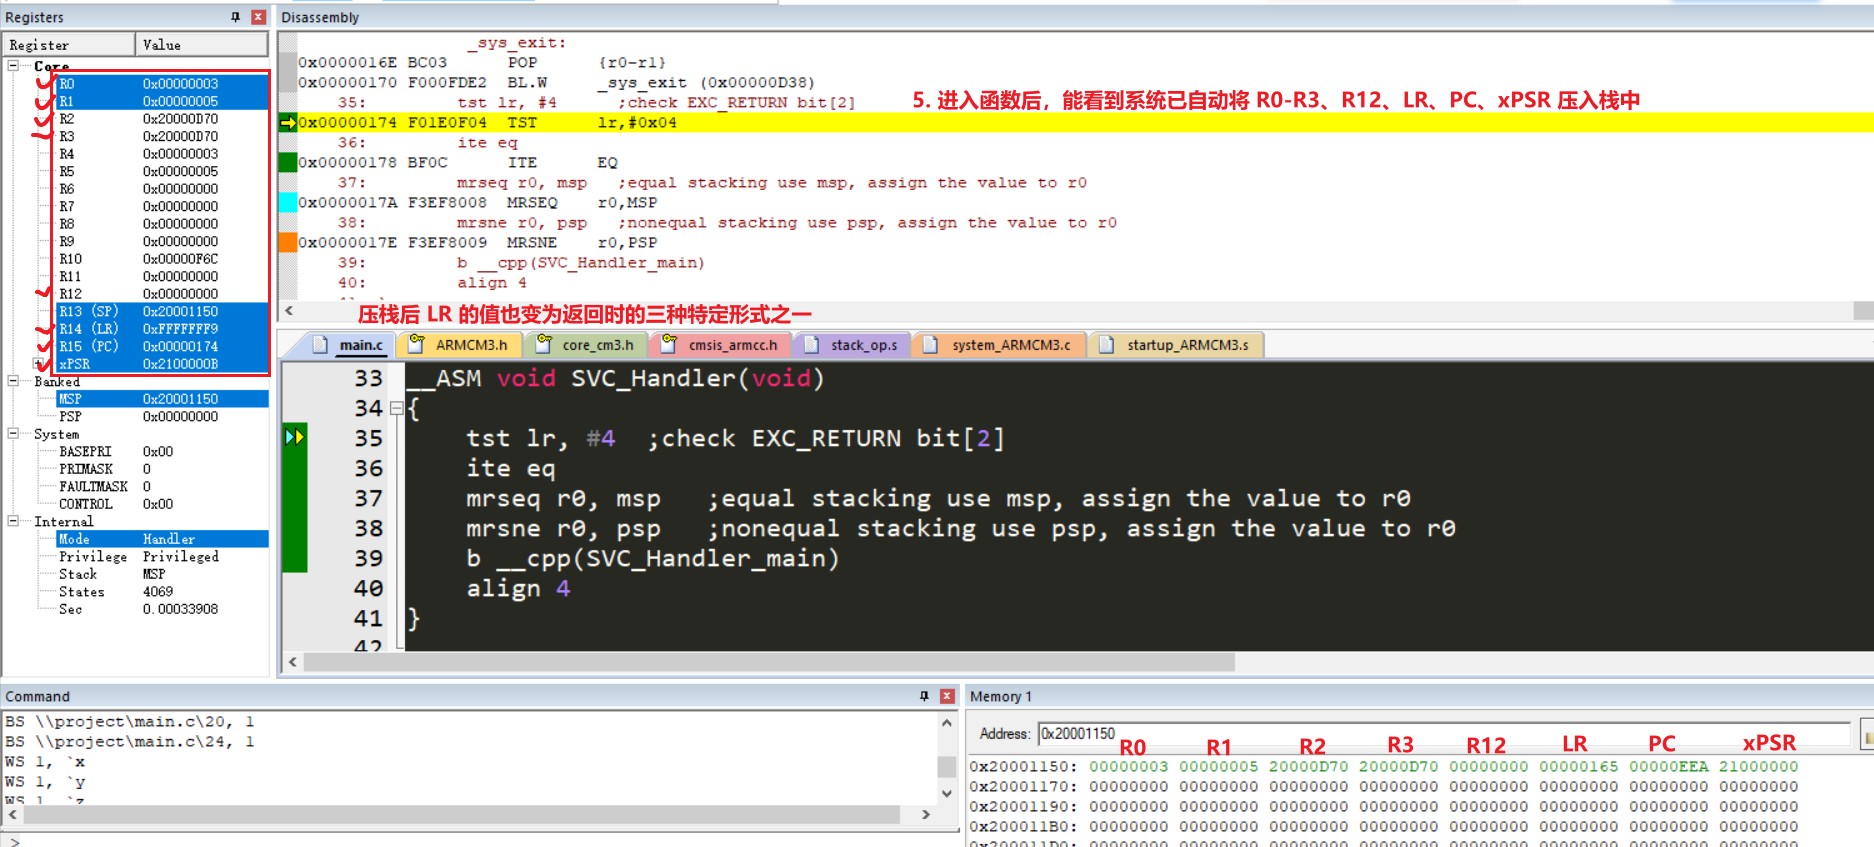 Registers
Register Value
Core
R0 0x00000003
R1 0x00000005
R2 0x20000D70
R3 0x20000D70
R4 0x00000003
R5 0x00000005
R6 0x00000000
R7 0x00000000
R8 0x00000000
R9 0x00000000
R10 0x00000F6C
R11 0x00000000
R12 0x00000000
R13 (SP) 0x20001150
R14 (LR) 0xFFFFFFF9
R15 (PC) 0x00000174
xPSR 0x2100000B
Banked
MSP 0x20001150
PSP 0x00000000
System
BASEPRI 0x00
PRIMASK 0
FAULTMASK 0
CONTROL 0x00
Internal
Mode Handler
Privilege Privileged
Stack MSP
States 4069
Sec 0.00033908
Disassembly
_sys_exit:
0x0000016E BC03 POP {r0-r1}
0x00000170 F000FDE2 BL.W _sys_exit (0x00000D38)
35: tst lr, #4 ;check EXC_RETURN bit[2]
5. 进入函数后，能看到系统已自动将 R0-R3、R12、LR、PC、xPSR 压入栈中
0x00000174 F01E0F04 TST lr,#0x04
36: ite eq
0x00000178 BF0C ITE EQ
37: mrseq r0, msp ;equal stacking use msp, assign the value to r0
0x0000017A F3EF8008 MRSEQ r0,MSP
38: mrsne r0, psp ;nonequal stacking use psp, assign the value to r0
0x0000017E F3EF8009 MRSNE r0,PSP
39: b __cpp(SVC_Handler_main)
40: align 4
压栈后 LR 的值也变为返回时的三种特定形式之一
main.c ARMCM3.h core_cm3.h cmsis_armcc.h stack_op.s system_ARMCM3.c startup_ARMCM3.s
33 __ASM void SVC_Handler(void)
34 {
35 tst lr, #4 ;check EXC_RETURN bit[2]
36 ite eq
37 mrseq r0, msp ;equal stacking use msp, assign the value to r0
38 mrsne r0, psp ;nonequal stacking use psp, assign the value to r0
39 b __cpp(SVC_Handler_main)
40 align 4
41 }
42
Command
BS \\project\main.c\20, 1
BS \\project\main.c\24, 1
WS 1, `x
WS 1, `y
WS 1, `z
>
Memory 1
Address: 0x20001150
R0 R1 R2 R3 R12 LR PC xPSR
0x20001150: 00000003 00000005 20000D70 20000D70 00000000 00000165 00000EEA 21000000
0x20001170: 00000000 00000000 00000000 00000000 00000000 00000000 00000000 00000000
0x20001190: 00000000 00000000 00000000 00000000 00000000 00000000 00000000 00000000
0x200011B0: 00000000 00000000 00000000 00000000 00000000 00000000 00000000 00000000
0x200011D0: 00000000 00000000 00000000 00000000 00000000 00000000 00000000 00000000